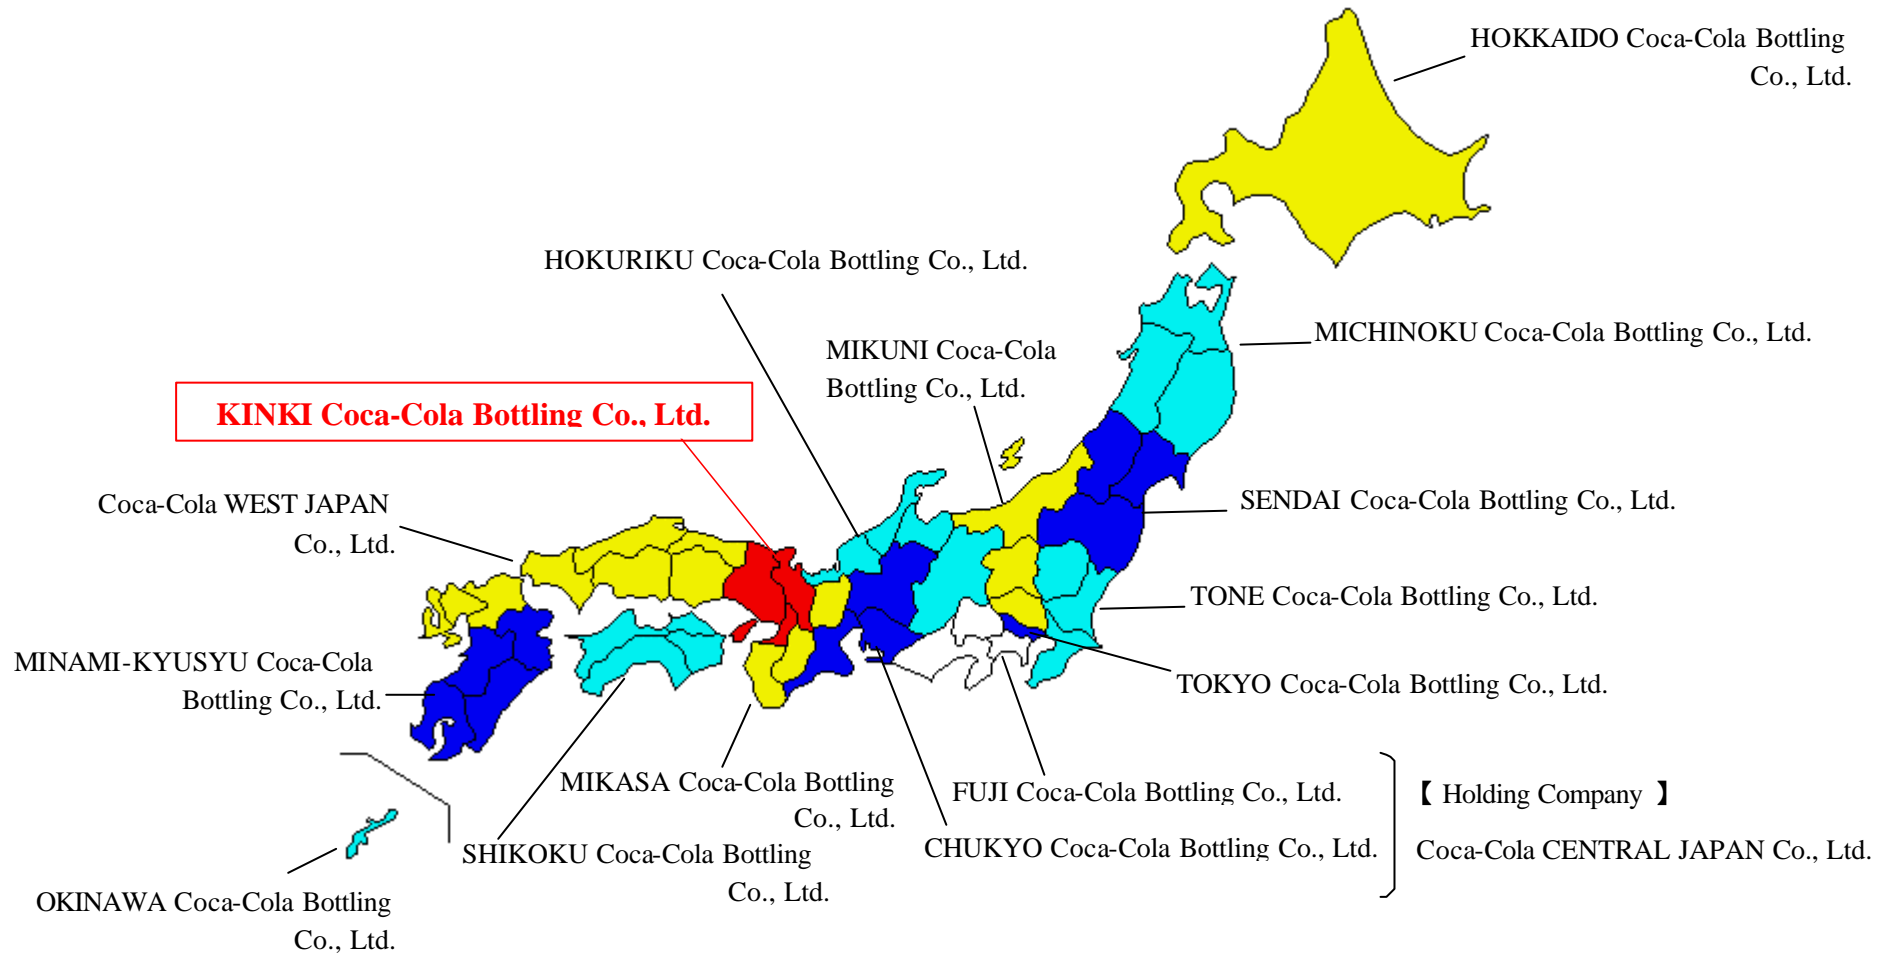 HOKKAIDO Coca-Cola Bottling
Co., Ltd.
HOKURIKU Coca-Cola Bottling Co., Ltd.
MICHINOKU Coca-Cola Bottling Co., Ltd.
MIKUNI Coca-Cola
Bottling Co., Ltd.
KINKI Coca-Cola Bottling Co., Ltd.
Coca-Cola WEST JAPAN
Co., Ltd.
SENDAI Coca-Cola Bottling Co., Ltd.
TONE Coca-Cola Bottling Co., Ltd.
MINAMI-KYUSYU Coca-Cola
Bottling Co., Ltd.
TOKYO Coca-Cola Bottling Co., Ltd.
MIKASA Coca-Cola Bottling
Co., Ltd.
FUJI Coca-Cola Bottling Co., Ltd.
【 Holding Company 】
SHIKOKU Coca-Cola Bottling
Co., Ltd.
CHUKYO Coca-Cola Bottling Co., Ltd.
Coca-Cola CENTRAL JAPAN Co., Ltd.
OKINAWA Coca-Cola Bottling
Co., Ltd.